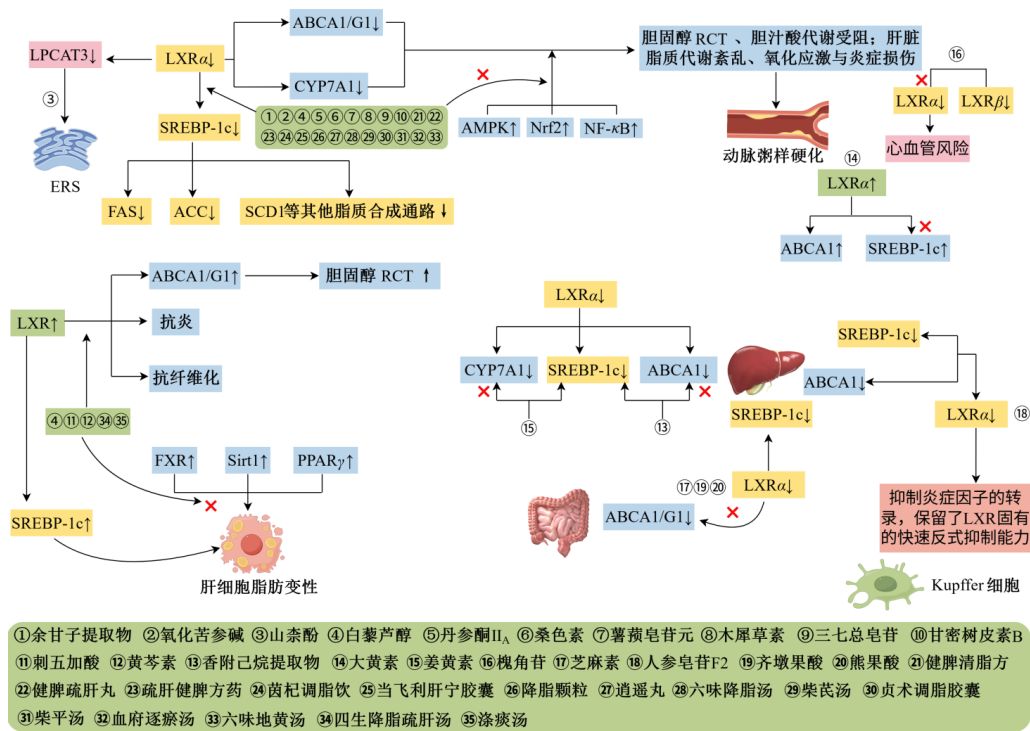 ABCA1/G1↓
LPCAT3↓
LXRα↓
CYP7A1↓
胆固醇 RCT 、胆汁酸代谢受阻；肝脏
脂质代谢紊乱、氧化应激与炎症损伤
⑯
LXRα↓
LXRβ↓
心血管风险
③
ERS
SREBP-1c↓
①②④⑤⑥⑦⑧⑨⑩㉑㉒
㉓㉔㉕㉖㉗㉘㉙㉚㉛㉜㉝
AMPK↑
Nrf2↑
NF-κB↑
动脉粥样硬化
FAS↓
ACC↓
SCD1等其他脂质合成通路↓
⑭
LXRα↑
ABCA1↑
SREBP-1c↑
ABCA1/G1↑
胆固醇 RCT ↑
LXR↑
抗炎
抗纤维化
④⑪⑫㉞㉟
FXR↑
Sirt1↑
PPARγ↑
SREBP-1c↑
肝细胞脂肪变性
LXRα↓
CYP7A1↓
SREBP-1c↓
ABCA1↓
⑮
⑬
SREBP-1c↓
ABCA1↓
SREBP-1c↓
LXRα↓
⑱
⑰⑲⑳
LXRα↓
ABCA1/G1↓
抑制炎症因子的转
录，保留了LXR固有
的快速反式抑制能力
Kupffer 细胞
①余甘子提取物 ②氧化苦参碱 ③山柰酚 ④白藜芦醇 ⑤丹参酮IIA ⑥桑色素 ⑦薯蓣皂苷元 ⑧木犀草素 ⑨三七总皂苷 ⑩甘密树皮素B
⑪刺五加酸 ⑫黄芩素 ⑬香附己烷提取物 ⑭大黄素 ⑮姜黄素 ⑯槐角苷 ⑰芝麻素 ⑱人参皂苷F2 ⑲齐墩果酸 ⑳熊果酸 ㉑健脾清脂方
㉒健脾疏肝丸 ㉓疏肝健脾方药 ㉔茵杞调脂饮 ㉕当飞利肝宁胶囊 ㉖降脂颗粒 ㉗逍遥丸 ㉘六味降脂汤 ㉙柴芪汤 ㉚贞术调脂胶囊
㉛柴平汤 ㉜血府逐瘀汤 ㉝六味地黄汤 ㉞四生降脂疏肝汤 ㉟涤痰汤